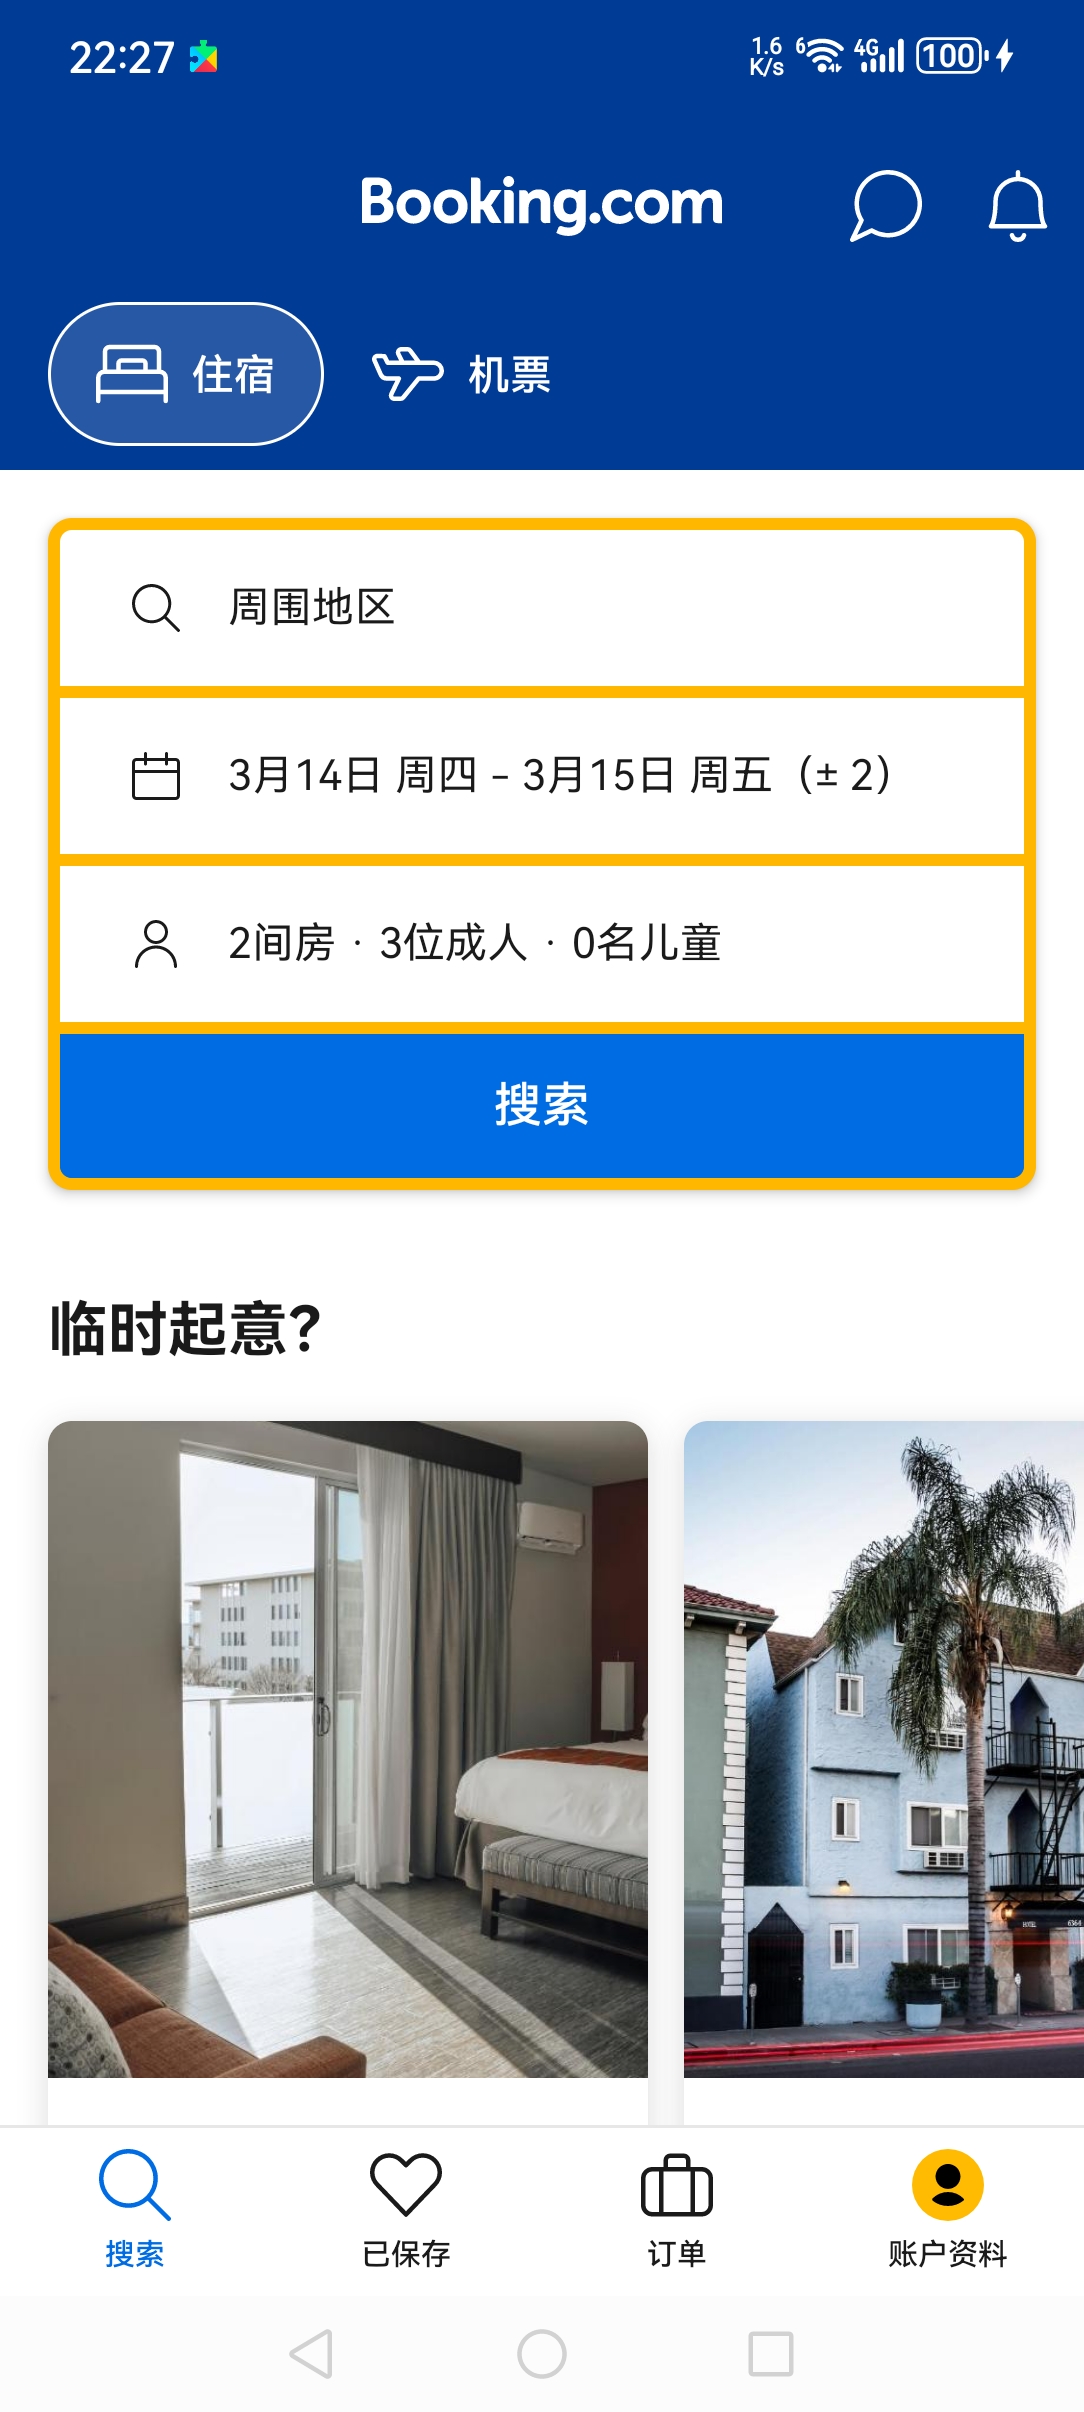 22:27
1.6 K/s 6 4G 100
Booking.com
住宿 机票
周围地区
3月14日 周四 - 3月15日 周五（± 2）
2间房 · 3位成人 · 0名儿童
搜索
临时起意？
HOTEL 6364
搜索 已保存 订单 账户资料